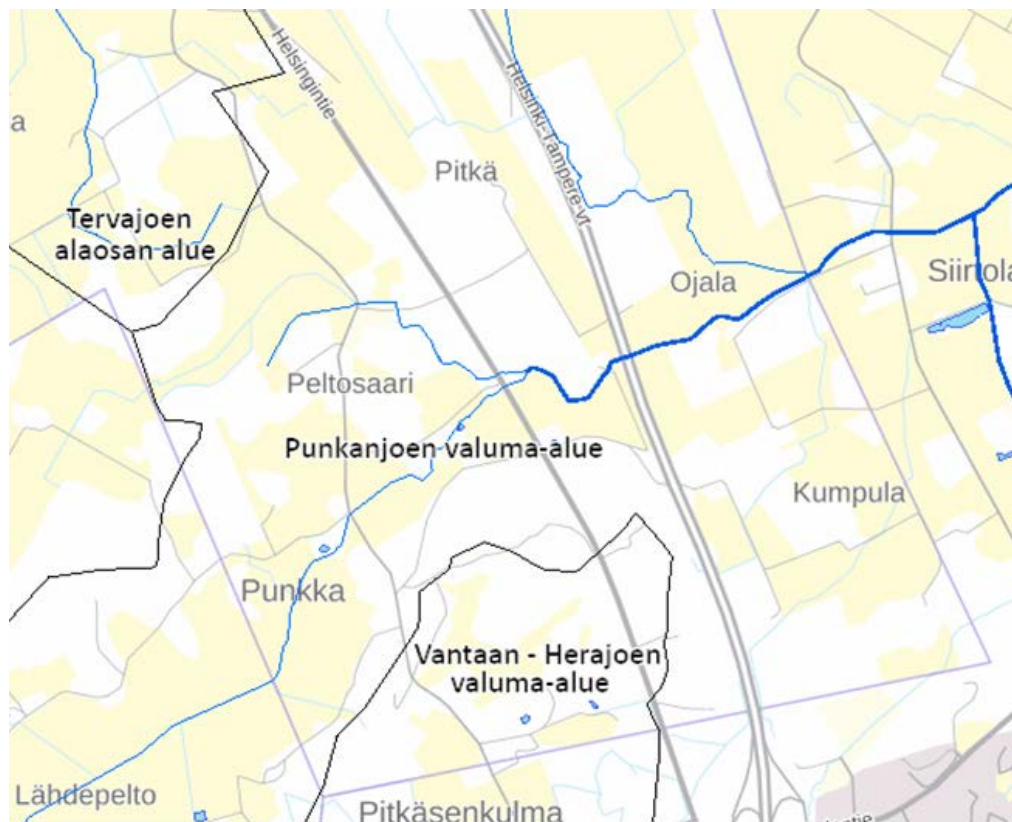 a
Helsingintie
Helsinki-Tampere-vt
Pitkä
Tervajoen
alaosan alue
Ojala
Siirtola
Peltosaari
Punkanjoen valuma-alue
Kumpula
Punkka
Vantaan - Herajoen
valuma-alue
Lähdepelto
Pitkäsenkulma